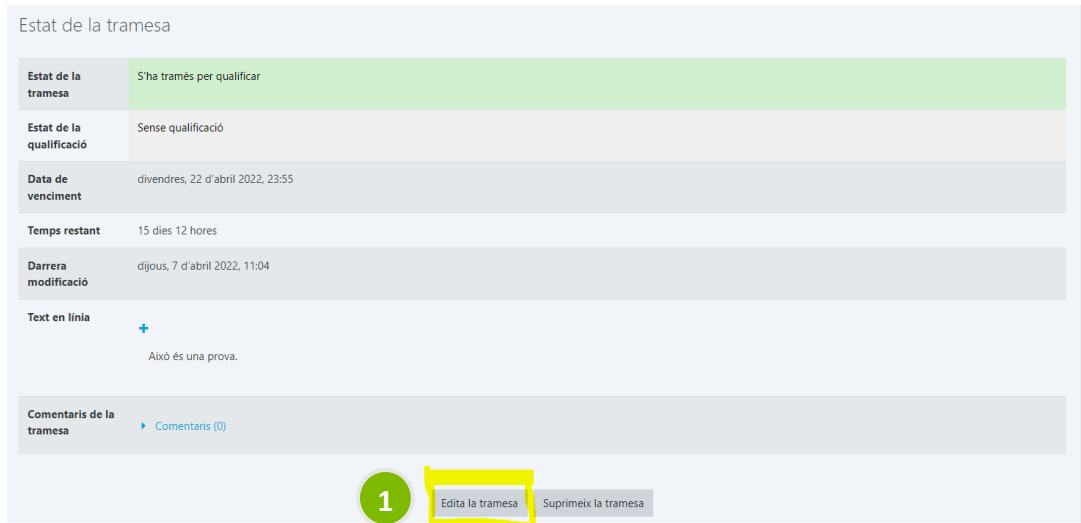 Estat de la tramesa
Estat de la
tramesa
S'ha tramès per qualificar
Estat de la
qualificació
Sense qualificació
Data de
venciment
divendres, 22 d'abril 2022, 23:55
Temps restant
15 dies 12 hores
Darrera
modificació
dijous, 7 d'abril 2022, 11:04
Text en línia
Això és una prova.
Comentaris de la
tramesa
Comentaris (0)
1
Edita la tramesa
Suprimeix la tramesa